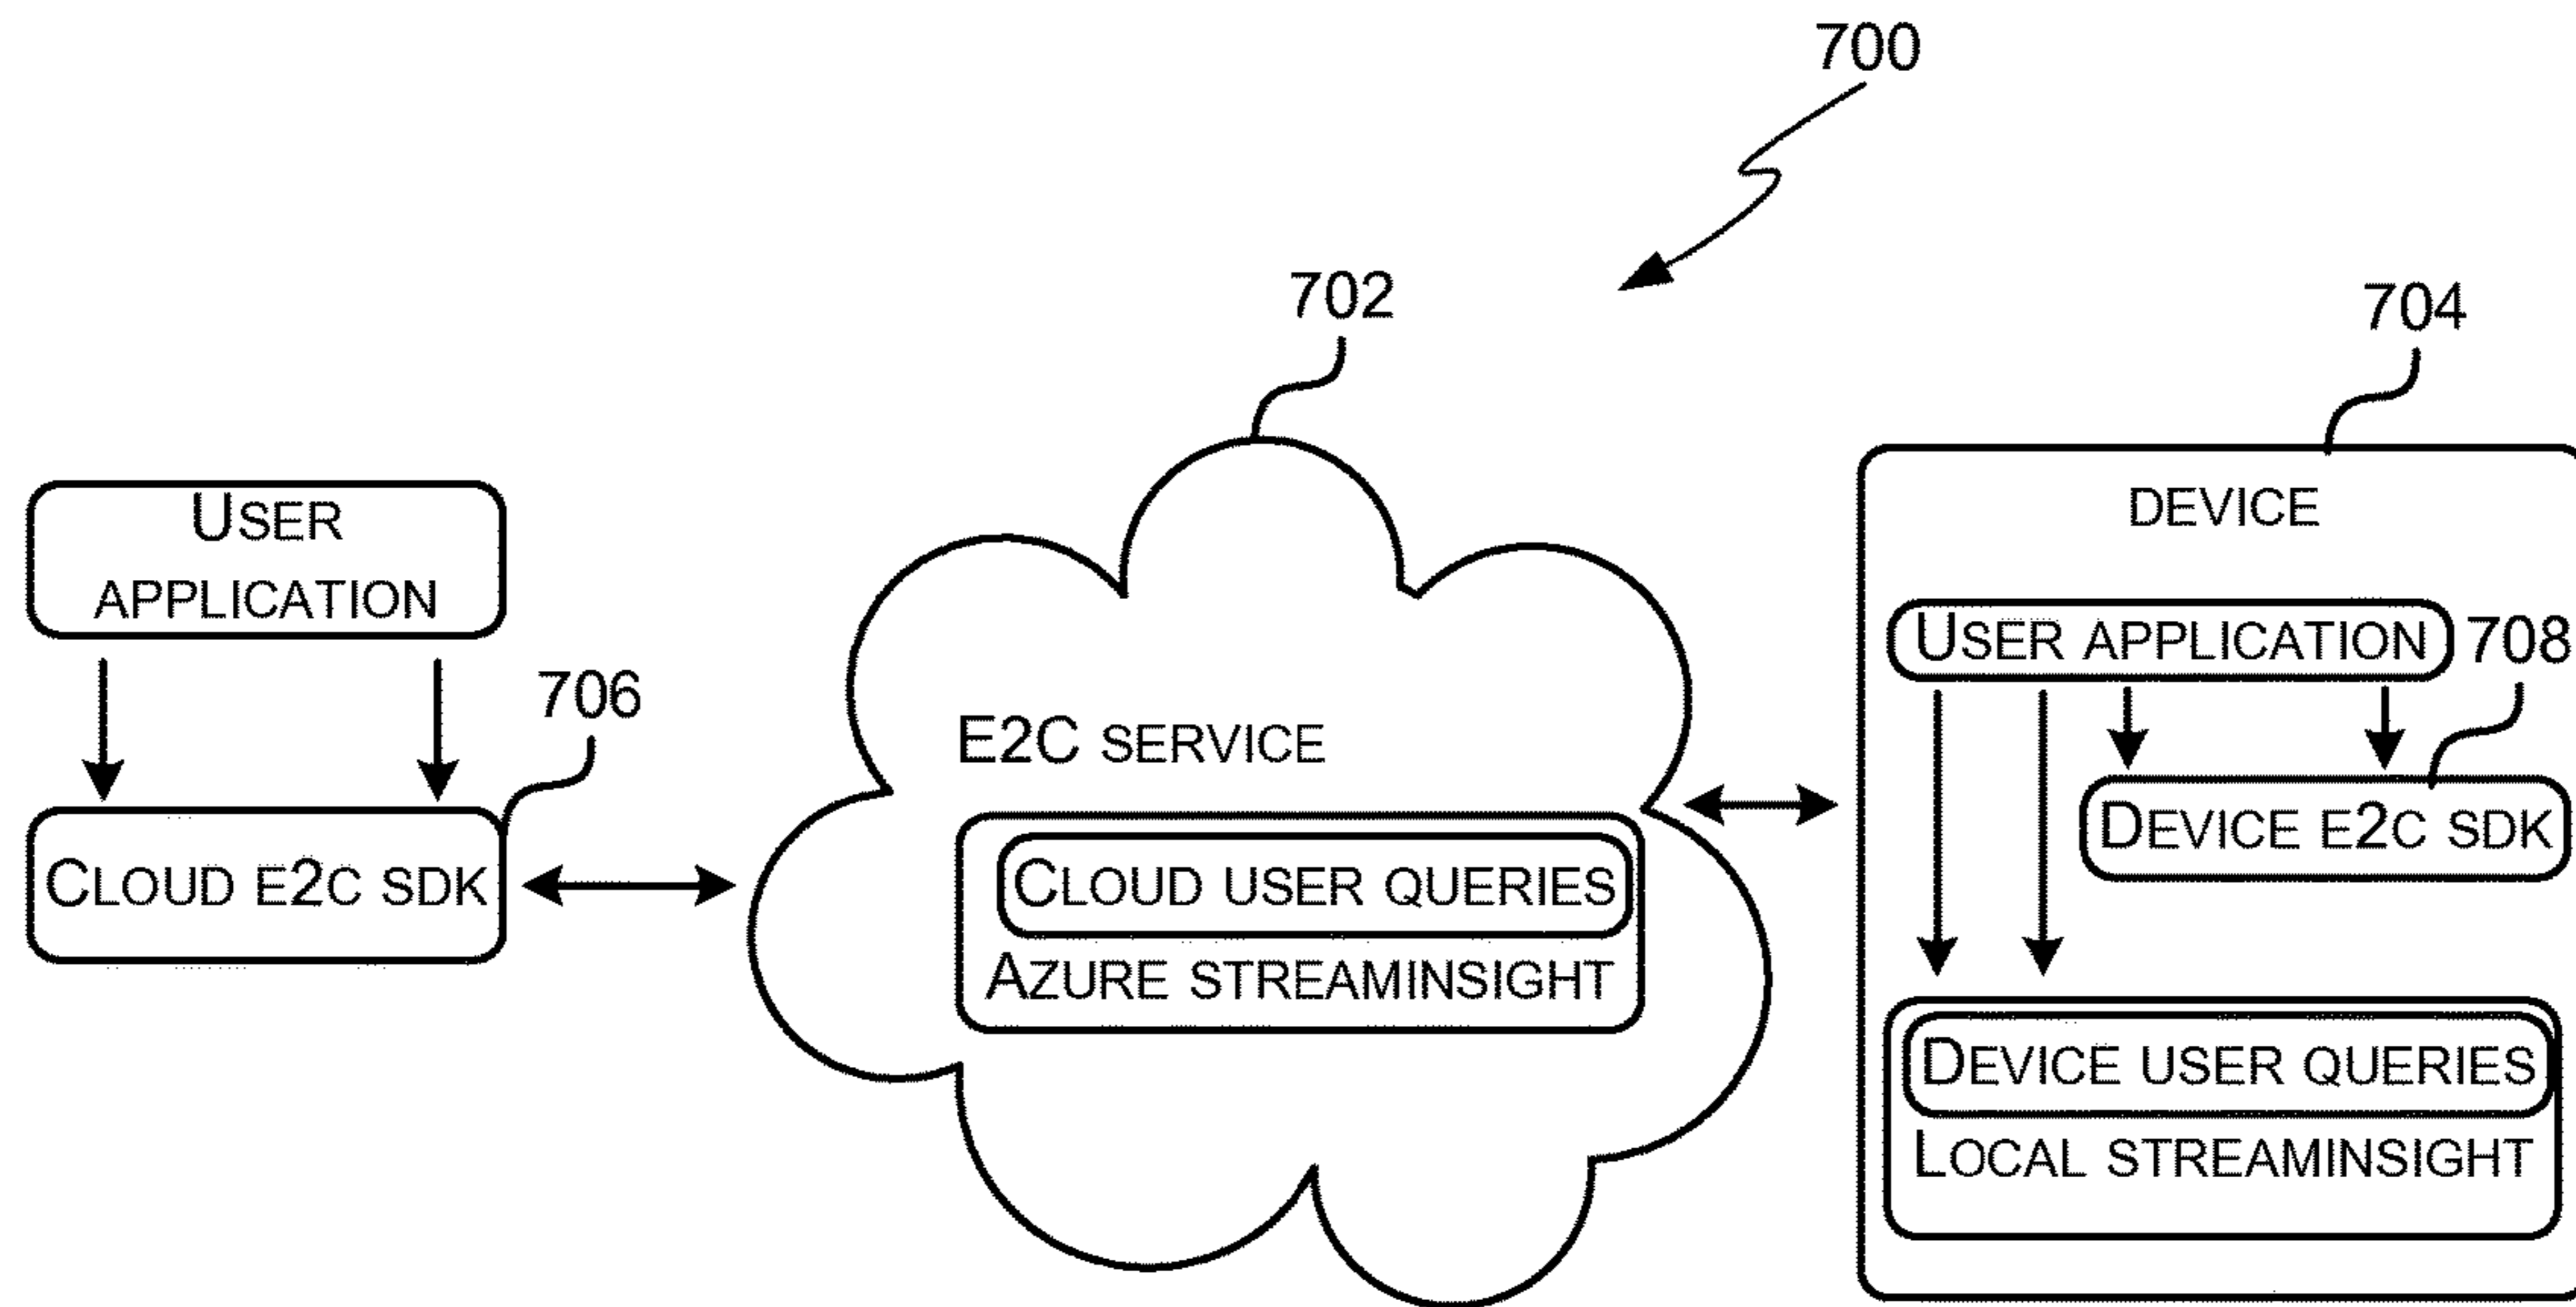 700
702
704
USER
APPLICATION
706
CLOUD E2C SDK
E2C SERVICE
CLOUD USER QUERIES
AZURE STREAMINSIGHT
DEVICE
USER APPLICATION
708
DEVICE E2C SDK
DEVICE USER QUERIES
LOCAL STREAMINSIGHT